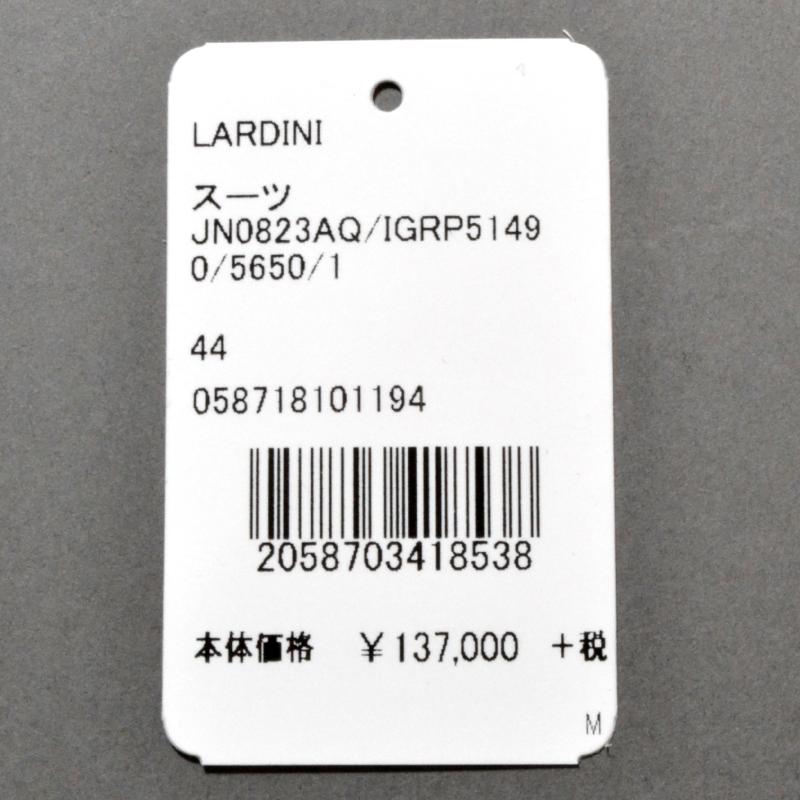 LARDINI
スーツ
JN0823AQ/IGRP5149
0/5650/1
44
058718101194
2058703418538
本体価格 ￥137,000 +税
M